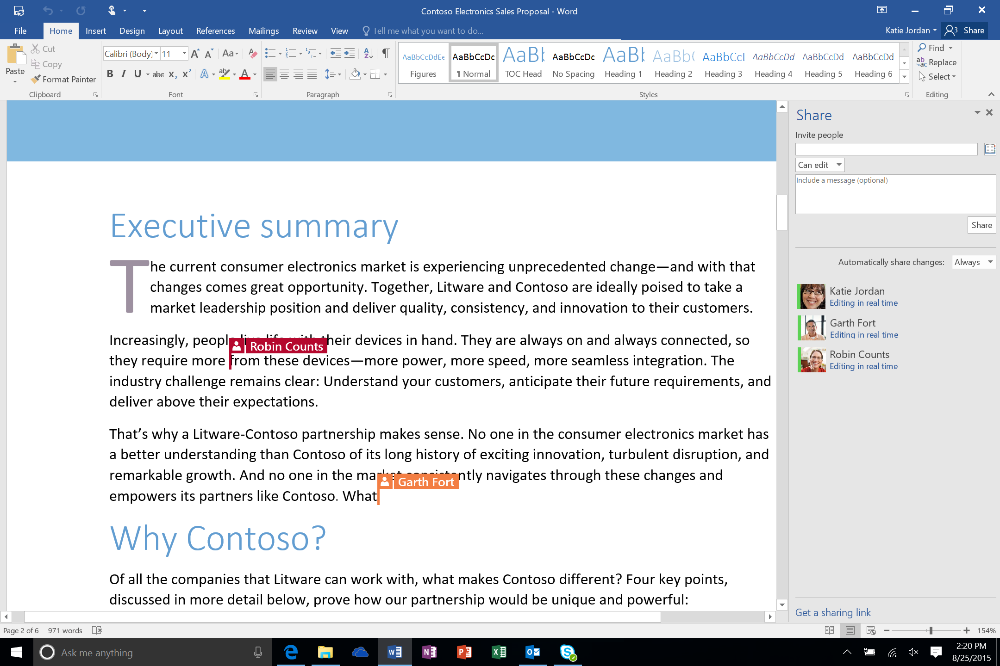 Contoso Electronics Sales Proposal - Word
File Home Insert Design Layout References Mailings Review View Tell me what you want to do... Katie Jordan 3 Share
Paste
Cut
Copy
Format Painter
Clipboard
Calibri (Body) 11
Aa
B I U abc X₂ X² A ab A
Font
Paragraph
AaBbCcDdEe AaBbCcDc AaBb AaBbCcDc AaBb AaBb( AaBbCcI AaBbCcDd AaBbCcDd AaBbCcDd
Figures ¶ Normal TOC Head No Spacing Heading 1 Heading 2 Heading 3 Heading 4 Heading 5 Heading 6
Styles
Find
Replace
Select
Editing
Executive summary
The current consumer electronics market is experiencing unprecedented change—and with that
changes comes great opportunity. Together, Litware and Contoso are ideally poised to take a
market leadership position and deliver quality, consistency, and innovation to their customers.
Increasingly, people live life with their devices in hand. They are always on and always connected, so
Robin Counts
they require more from these devices—more power, more speed, more seamless integration. The
industry challenge remains clear: Understand your customers, anticipate their future requirements, and
deliver above their expectations.
That’s why a Litware-Contoso partnership makes sense. No one in the consumer electronics market has
a better understanding than Contoso of its long history of exciting innovation, turbulent disruption, and
remarkable growth. And no one in the market consistently navigates through these changes and
Garth Fort
empowers its partners like Contoso. What
Why Contoso?
Of all the companies that Litware can work with, what makes Contoso different? Four key points,
discussed in more detail below, prove how our partnership would be unique and powerful:
Share
Invite people
Can edit
Include a message (optional)
Share
Automatically share changes: Always
Katie Jordan
Editing in real time
Garth Fort
Editing in real time
Robin Counts
Editing in real time
Get a sharing link
Page 2 of 6 971 words 154%
Ask me anything
2:20 PM
8/25/2015